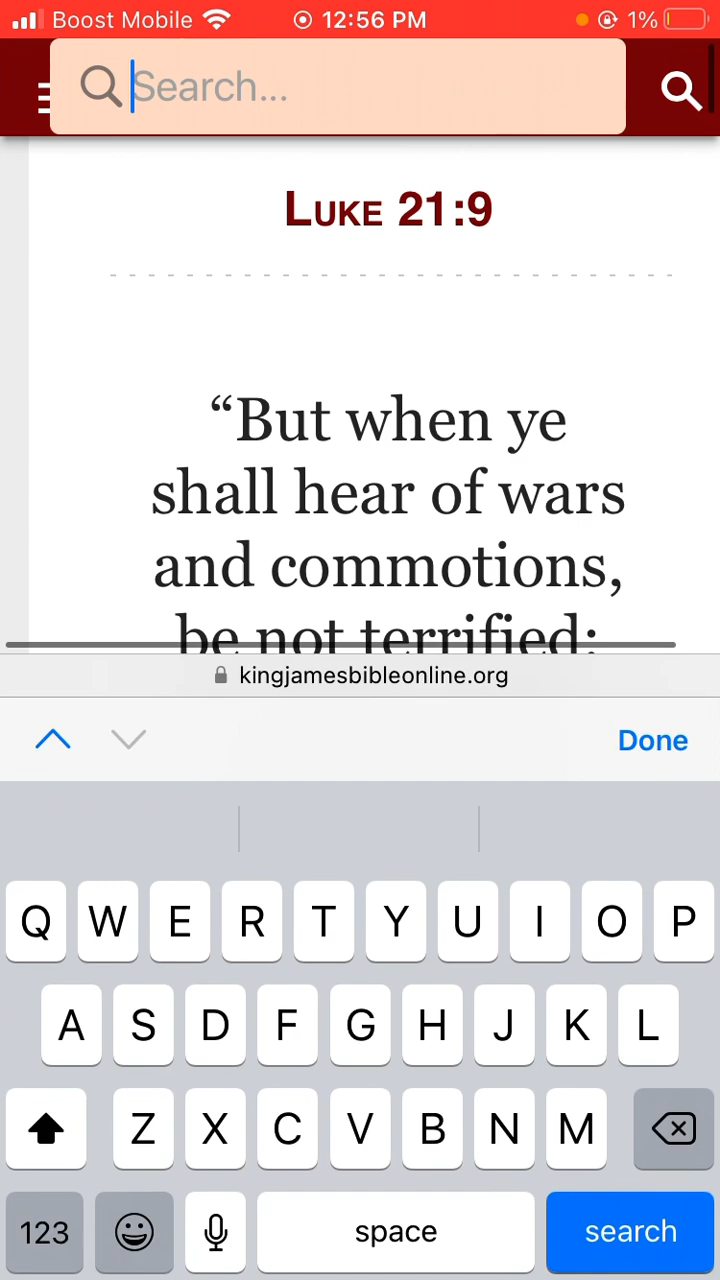 Boost Mobile 12:56 PM 1%
Search...
LUKE 21:9
“But when ye
shall hear of wars
and commotions,
be not terrified:
kingjamesbibleonline.org
Done
Q W E R T Y U I O P
A S D F G H J K L
Z X C V B N M
123 space search